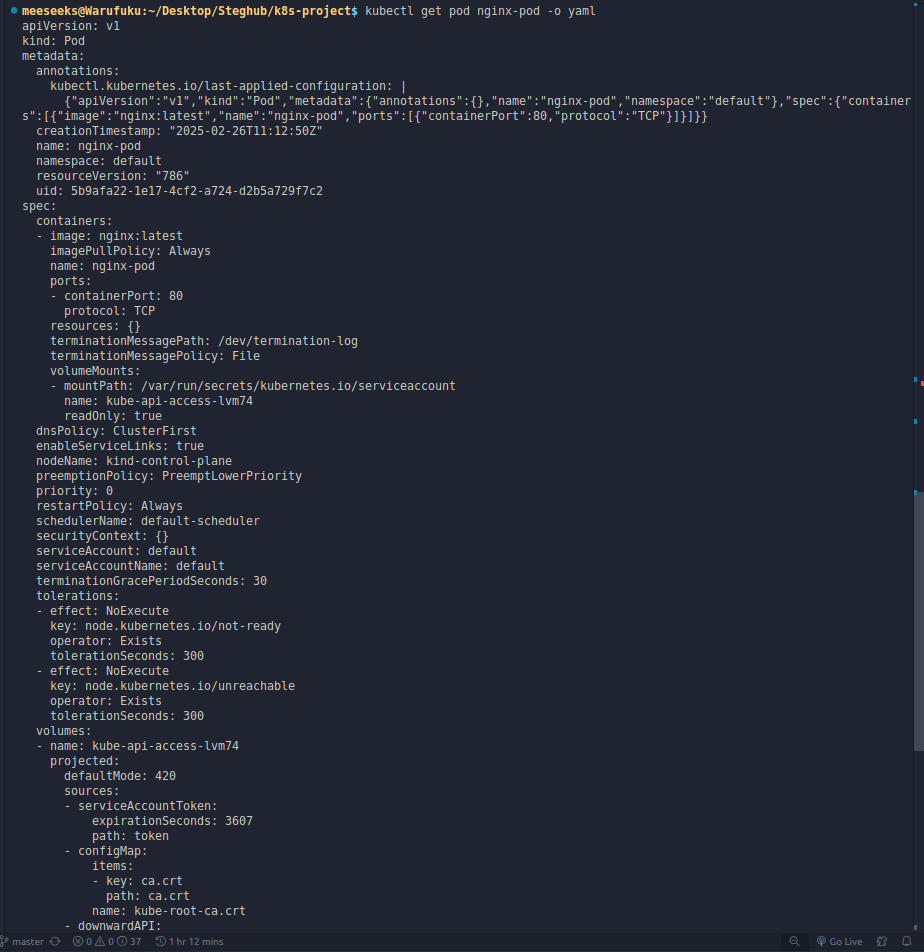 meeseeks@Warufuku:~/Desktop/Steghub/k8s-project$ kubectl get pod nginx-pod -o yaml
apiVersion: v1
kind: Pod
metadata:
  annotations:
    kubectl.kubernetes.io/last-applied-configuration: |
      {"apiVersion":"v1","kind":"Pod","metadata":{"annotations":{},"name":"nginx-pod","namespace":"default"},"spec":{"container
s":[{"image":"nginx:latest","name":"nginx-pod","ports":[{"containerPort":80,"protocol":"TCP"}]}]}}
  creationTimestamp: "2025-02-26T11:12:50Z"
  name: nginx-pod
  namespace: default
  resourceVersion: "786"
  uid: 5b9afa22-1e17-4cf2-a724-d2b5a729f7c2
spec:
  containers:
  - image: nginx:latest
    imagePullPolicy: Always
    name: nginx-pod
    ports:
    - containerPort: 80
      protocol: TCP
    resources: {}
    terminationMessagePath: /dev/termination-log
    terminationMessagePolicy: File
    volumeMounts:
    - mountPath: /var/run/secrets/kubernetes.io/serviceaccount
      name: kube-api-access-lvm74
      readOnly: true
  dnsPolicy: ClusterFirst
  enableServiceLinks: true
  nodeName: kind-control-plane
  preemptionPolicy: PreemptLowerPriority
  priority: 0
  restartPolicy: Always
  schedulerName: default-scheduler
  securityContext: {}
  serviceAccount: default
  serviceAccountName: default
  terminationGracePeriodSeconds: 30
  tolerations:
  - effect: NoExecute
    key: node.kubernetes.io/not-ready
    operator: Exists
    tolerationSeconds: 300
  - effect: NoExecute
    key: node.kubernetes.io/unreachable
    operator: Exists
    tolerationSeconds: 300
  volumes:
  - name: kube-api-access-lvm74
    projected:
      defaultMode: 420
      sources:
      - serviceAccountToken:
          expirationSeconds: 3607
          path: token
      - configMap:
          items:
          - key: ca.crt
            path: ca.crt
          name: kube-root-ca.crt
      - downwardAPI:
master 0 0 37 1 hr 12 mins Go Live